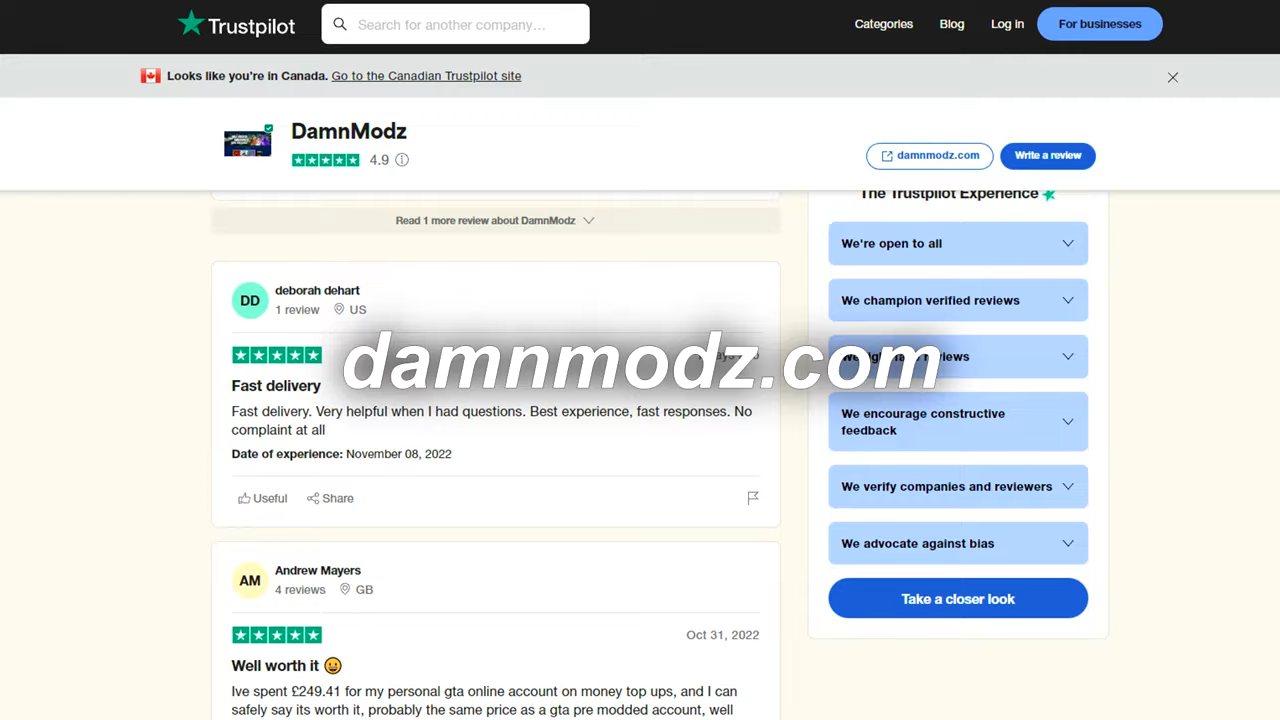 Trustpilot
Search for another company…
Categories
Blog
Log in
For businesses
Looks like you're in Canada. Go to the Canadian Trustpilot site
DamnModz
4.9
damnmodz.com
Write a review
The Trustpilot Experience
Read 1 more review about DamnModz
We're open to all
DD
deborah dehart
1 review
US
We champion verified reviews
damnmodz.com
reviews
Fast delivery
Fast delivery. Very helpful when I had questions. Best experience, fast responses. No
complaint at all
Date of experience: November 08, 2022
Useful
Share
We encourage constructive
feedback
We verify companies and reviewers
We advocate against bias
Take a closer look
AM
Andrew Mayers
4 reviews
GB
Oct 31, 2022
Well worth it
Ive spent £249.41 for my personal gta online account on money top ups, and I can
safely say its worth it, probably the same price as a gta pre modded account, well